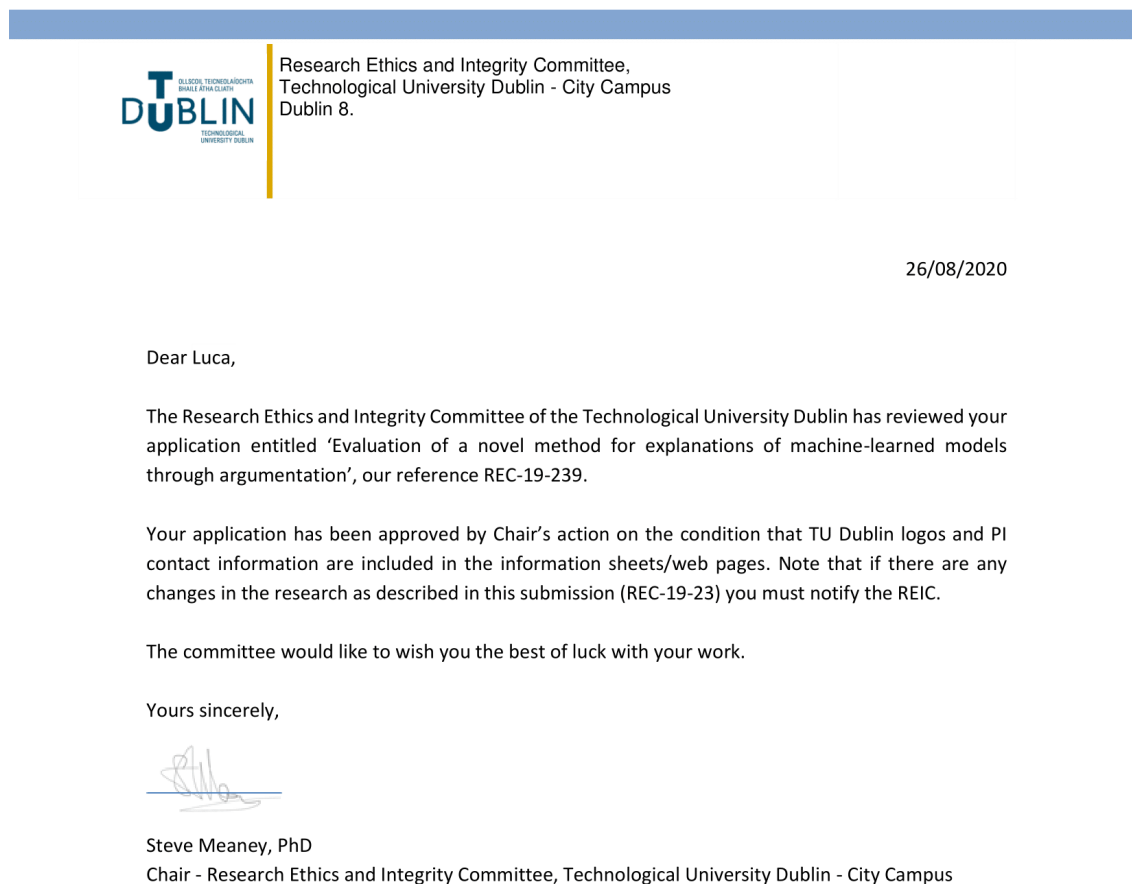 OLLSCOIL TEICNEOLAÍOCHTA
BHAILE ÁTHA CLIATH
TU DUBLIN
TECHNOLOGICAL
UNIVERSITY DUBLIN
Research Ethics and Integrity Committee,
Technological University Dublin - City Campus
Dublin 8.
26/08/2020
Dear Luca,
The Research Ethics and Integrity Committee of the Technological University Dublin has reviewed your
application entitled ‘Evaluation of a novel method for explanations of machine-learned models
through argumentation’, our reference REC-19-239.
Your application has been approved by Chair’s action on the condition that TU Dublin logos and PI
contact information are included in the information sheets/web pages. Note that if there are any
changes in the research as described in this submission (REC-19-23) you must notify the REIC.
The committee would like to wish you the best of luck with your work.
Yours sincerely,
Steve Meaney, PhD
Chair - Research Ethics and Integrity Committee, Technological University Dublin - City Campus